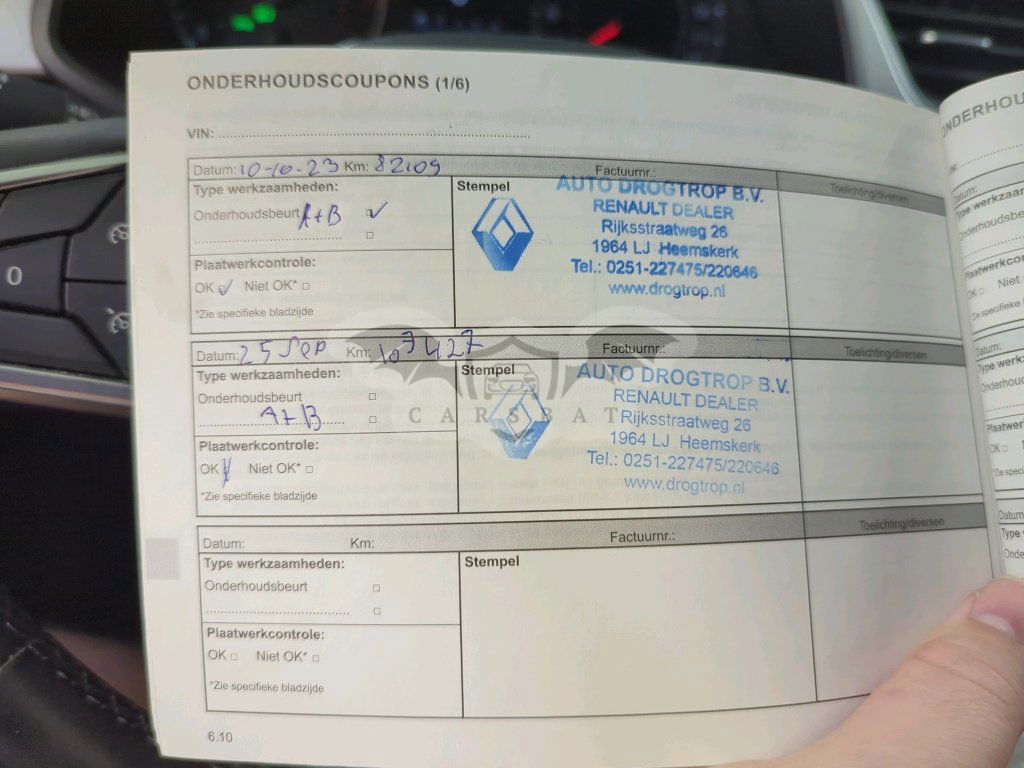 ONDERHOUDSCOUPONS (1/6)
VIN:
Datum: 10-10-23 Km: 82109 Factuurnr.: Toelichting/diversen
Type werkzaamheden:
Onderhoudsbeurt A+B
Plaatwerkcontrole:
OK Niet OK*
*Zie specifieke bladzijde
Stempel
AUTO DROGTROP B.V.
RENAULT DEALER
Rijksstraatweg 26
1964 LJ Heemskerk
Tel.: 0251-227475/220646
www.drogtrop.nl
Datum: 25 Sep Km: 107427 Factuurnr.: Toelichting/diversen
Type werkzaamheden:
Onderhoudsbeurt
A+B
Plaatwerkcontrole:
OK Niet OK*
*Zie specifieke bladzijde
Stempel
AUTO DROGTROP B.V.
RENAULT DEALER
Rijksstraatweg 26
1964 LJ Heemskerk
Tel.: 0251-227475/220646
www.drogtrop.nl
CARSBAT
Datum: Km: Factuurnr.: Toelichting/diversen
Type werkzaamheden:
Onderhoudsbeurt
Plaatwerkcontrole:
OK Niet OK*
*Zie specifieke bladzijde
Stempel
6.10
0